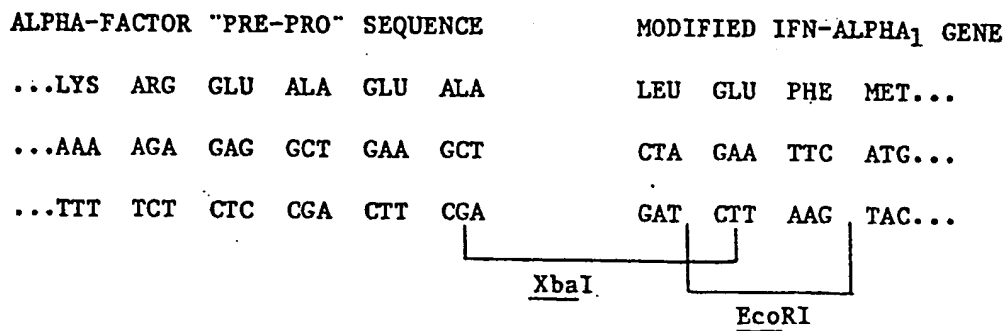 ALPHA-FACTOR "PRE-PRO" SEQUENCE MODIFIED IFN-ALPHA1 GENE
...LYS ARG GLU ALA GLU ALA LEU GLU PHE MET...
...AAA AGA GAG GCT GAA GCT CTA GAA TTC ATG...
...TTT TCT CTC CGA CTT CGA GAT CTT AAG TAC...
XbaI
EcoRI